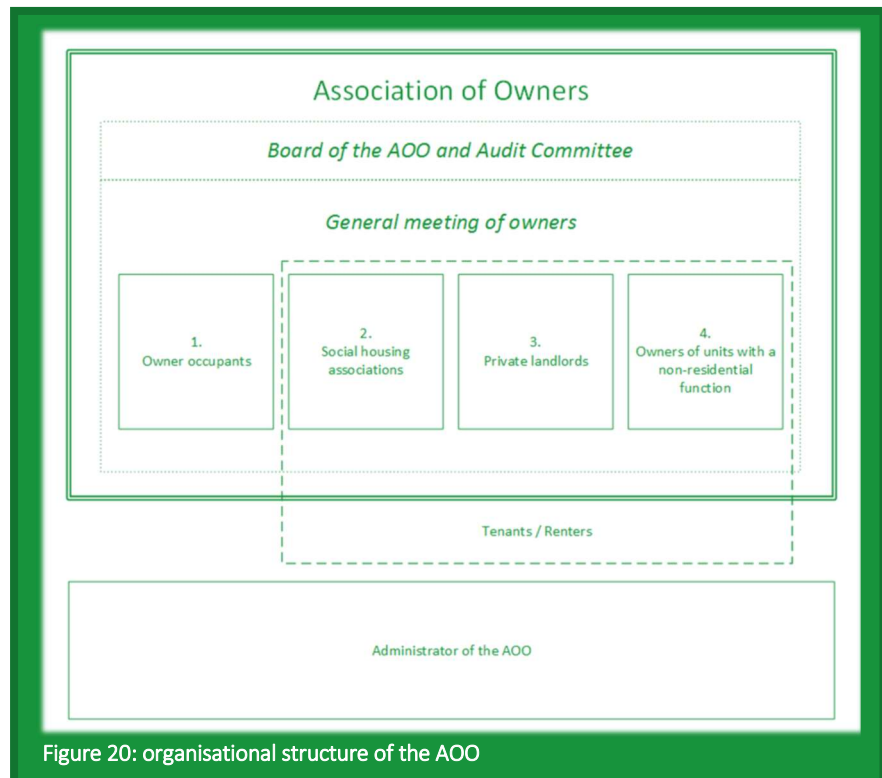 Association of Owners
Board of the AOO and Audit Committee
General meeting of owners
1.
Owner occupants
2.
Social housing
associations
3.
Private landlords
4.
Owners of units with a
non-residential
function
Tenants / Renters
Administrator of the AOO
Figure 20: organisational structure of the AOO